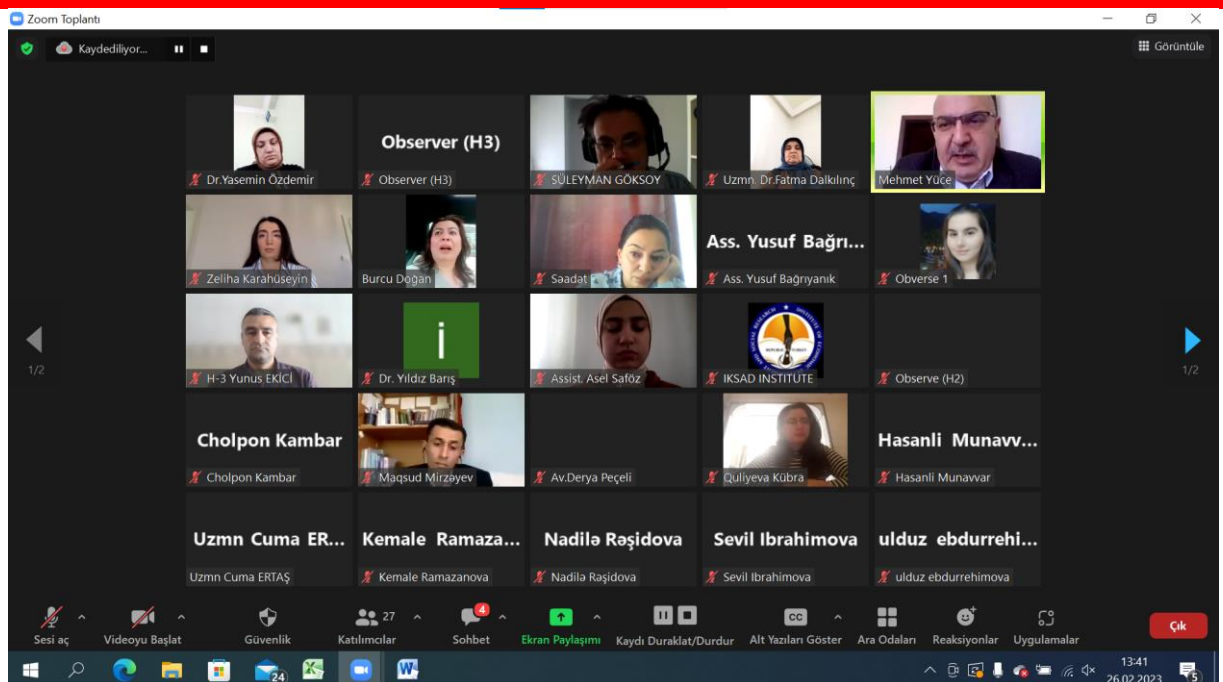 Zoom Toplantı
Kaydediliyor...
Görüntüle
Observer (H3)
Dr.Yasemin Özdemir
Observer (H3)
SÜLEYMAN GÖKSOY
Uzmn. Dr.Fatma Dalkılınç
Mehmet Yüce
Ass. Yusuf Bağrı...
Zeliha Karahüseyin
Burcu Doğan
Saadat
Ass. Yusuf Bağrıyanık
Obverse 1
1/2
1/2
i
H-3 Yunus EKİCİ
Dr. Yıldız Barış
Assist. Asel Saföz
IKSAD INSTITUTE
Observe (H2)
Cholpon Kambar
Hasanli Munavv...
Cholpon Kambar
Maqsud Mirzəyev
Av.Derya Peçeli
Quliyeva Kübra
Hasanli Munavvar
Uzmn Cuma ER...
Kemale Ramaza...
Nadilə Rəşidova
Sevil Ibrahimova
ulduz ebdurrehi...
Uzmn Cuma ERTAŞ
Kemale Ramazanova
Nadilə Rəşidova
Sevil Ibrahimova
ulduz ebdurrehimova
27
4
CC
Sesi aç
Videoyu Başlat
Güvenlik
Katılımcılar
Sohbet
Ekran Paylaşımı
Kaydı Duraklat/Durdur
Alt Yazıları Göster
Ara Odaları
Reaksiyonlar
Uygulamalar
Çık
24
13:41
26.02.2023
5